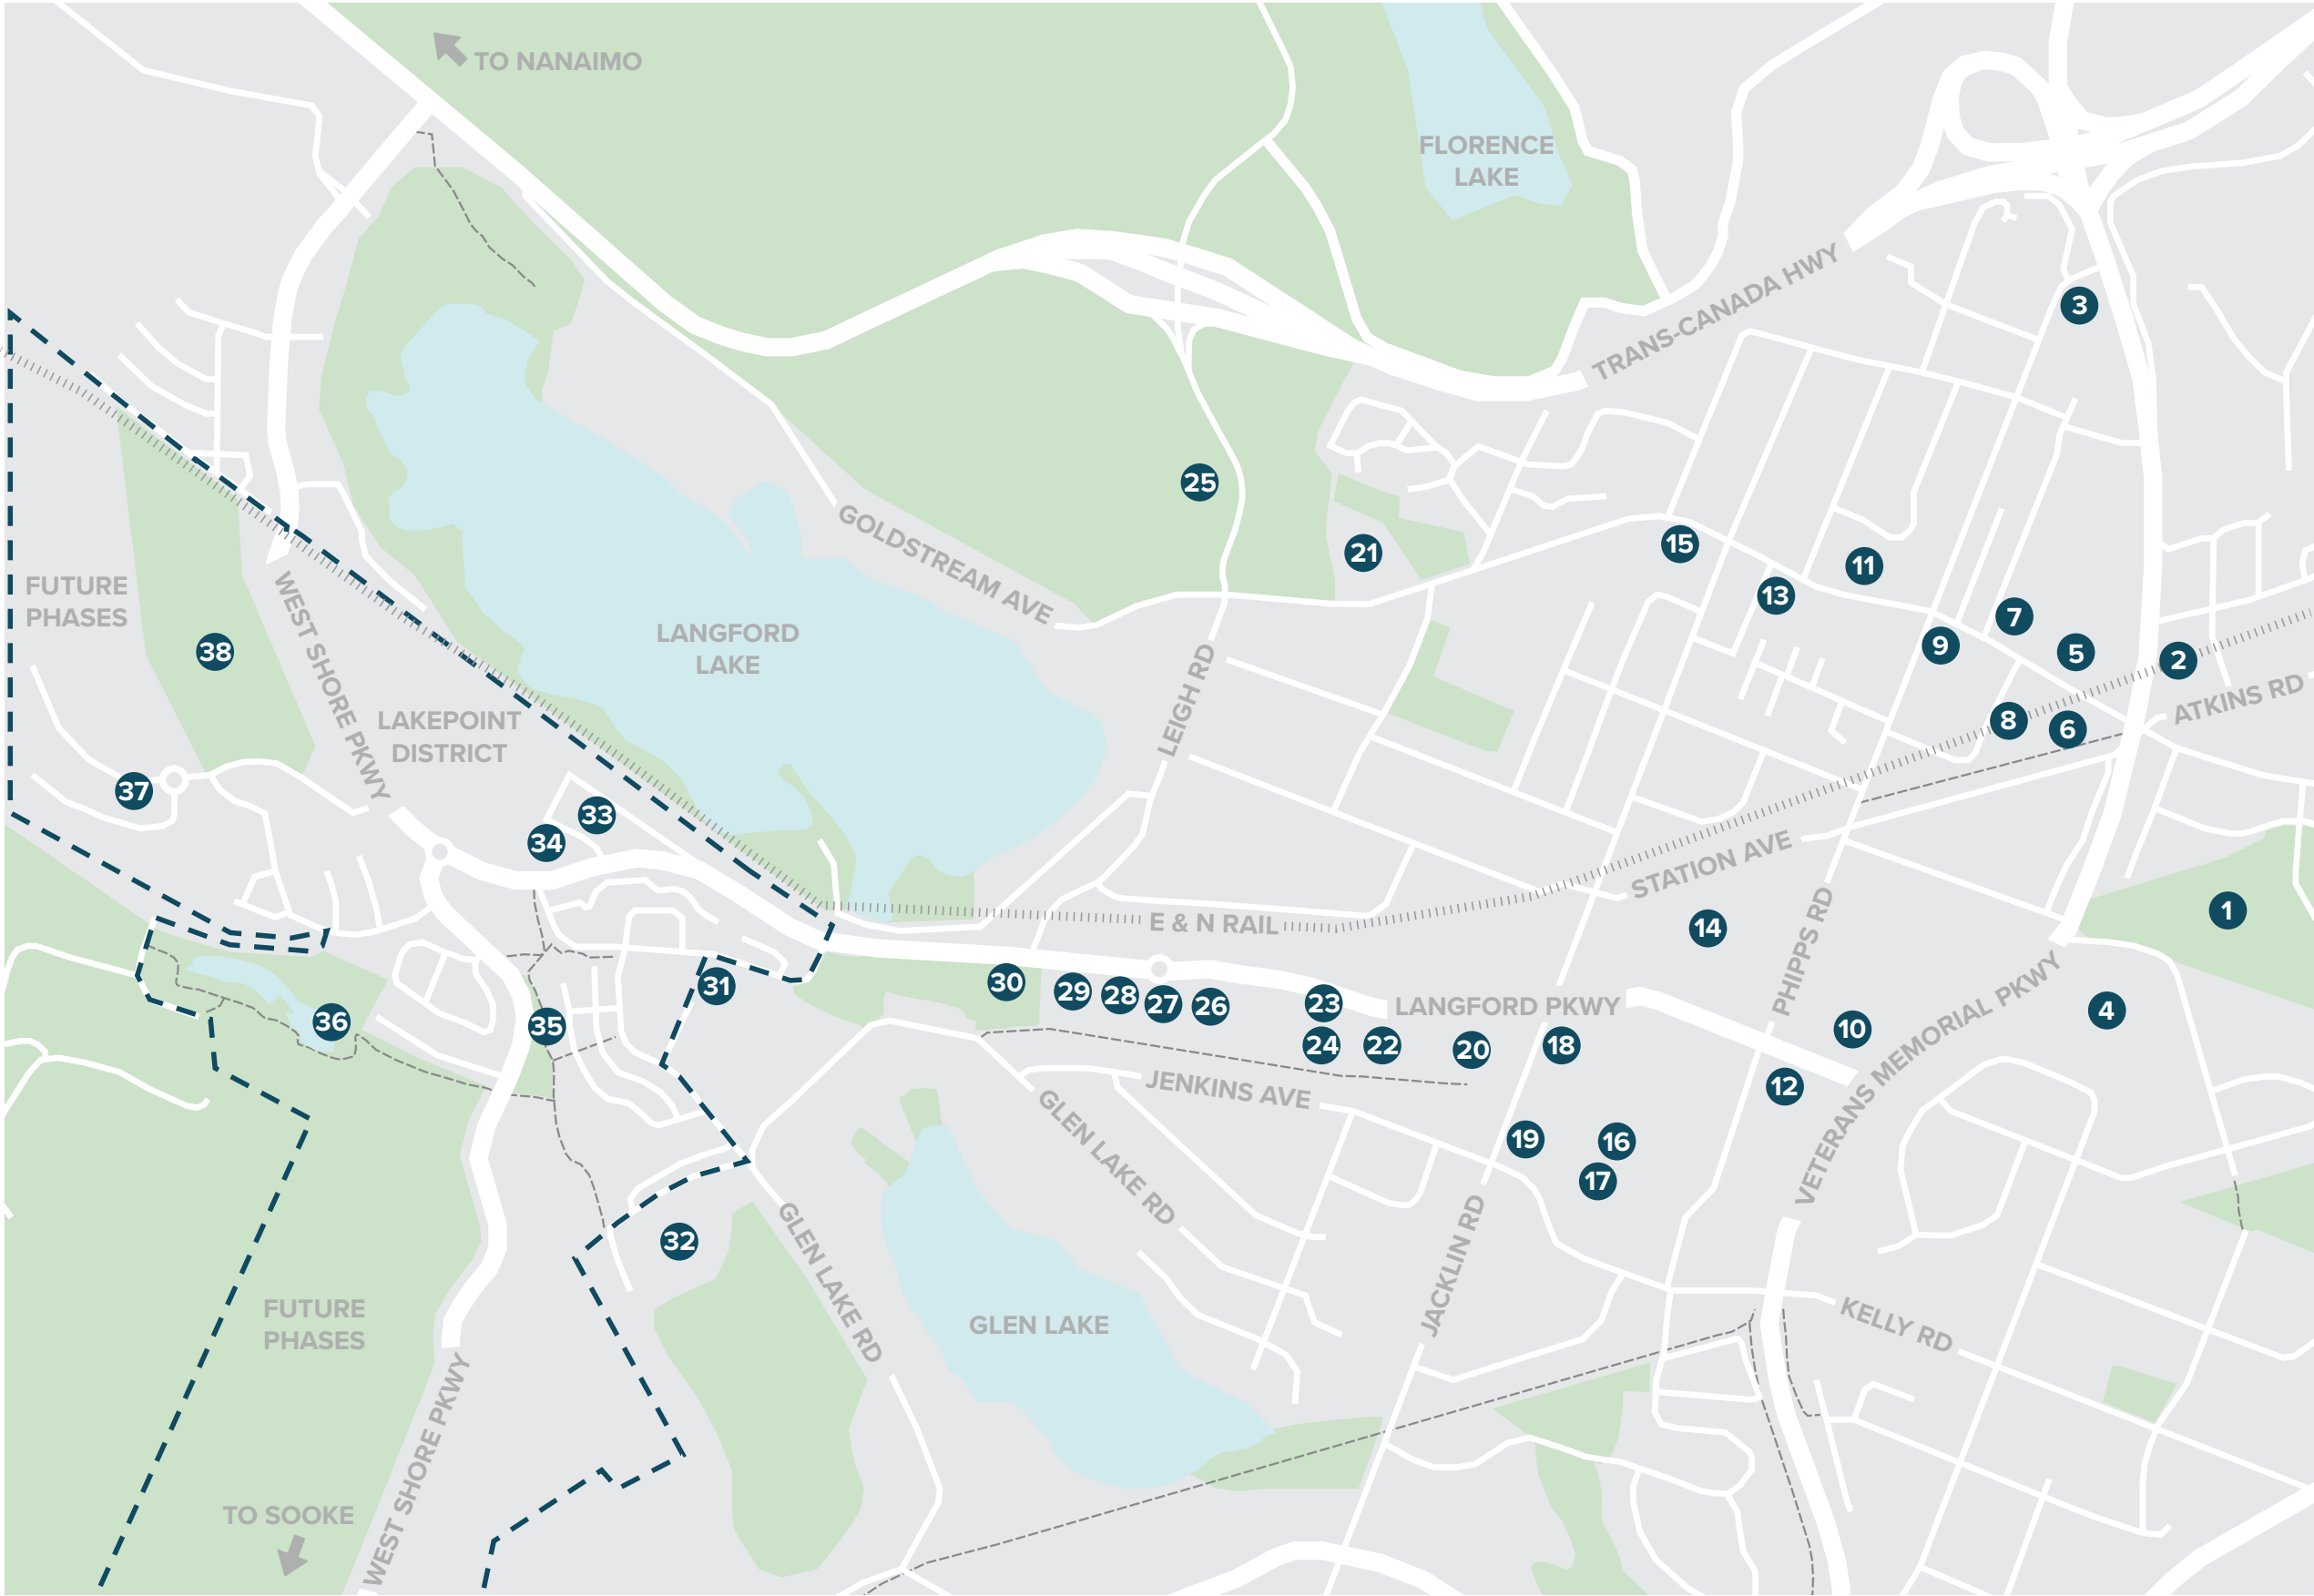 TO NANAIMO
FLORENCE
LAKE
TRANS-CANADA HWY
3
25
GOLDSTREAM AVE
21
15
11
13
7
9
5
2
FUTURE
PHASES
38
WEST SHORE PKWY
LANGFORD
LAKE
LEIGH RD
ATKINS RD
8
6
LAKEPOINT
DISTRICT
37
33
34
STATION AVE
E & N RAIL
14
PHIPPS RD
1
31
30
29
28
27
26
23
LANGFORD PKWY
VETERANS MEMORIAL PKWY
4
36
35
24
22
20
18
10
JENKINS AVE
12
GLEN LAKE RD
19
16
17
32
GLEN LAKE RD
JACKLIN RD
FUTURE
PHASES
GLEN LAKE
KELLY RD
WEST SHORE PKWY
TO SOOKE